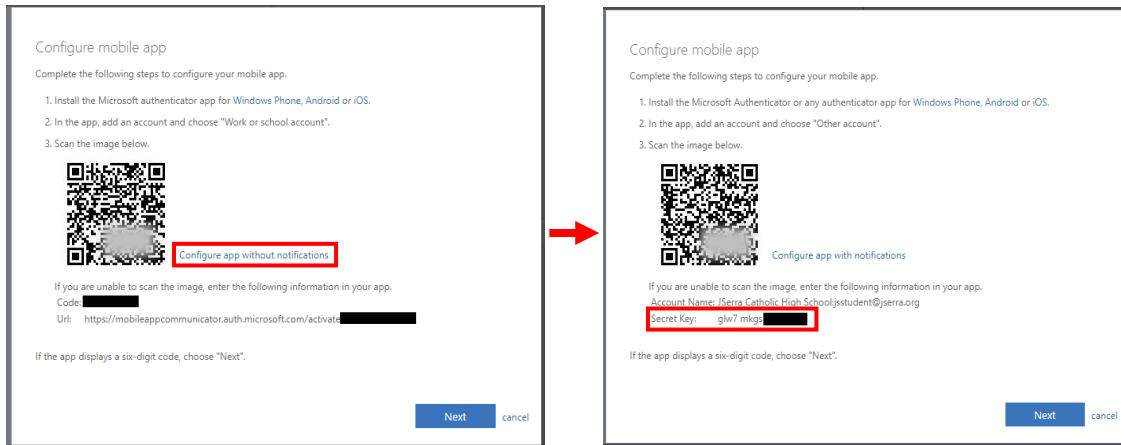 Configure mobile app
Complete the following steps to configure your mobile app.
1. Install the Microsoft authenticator app for Windows Phone, Android or iOS.
2. In the app, add an account and choose "Work or school account".
3. Scan the image below.
Configure app without notifications
If you are unable to scan the image, enter the following information in your app.
Code:
Url: https://mobileappcommunicator.auth.microsoft.com/activate
If the app displays a six-digit code, choose "Next".
Next cancel
Configure mobile app
Complete the following steps to configure your mobile app.
1. Install the Microsoft Authenticator or any authenticator app for Windows Phone, Android or iOS.
2. In the app, add an account and choose "Other account".
3. Scan the image below.
Configure app with notifications
If you are unable to scan the image, enter the following information in your app.
Account Name: JSerra Catholic High School:jsstudent@jserra.org
Secret Key: glw7 mkgs
If the app displays a six-digit code, choose "Next".
Next cancel